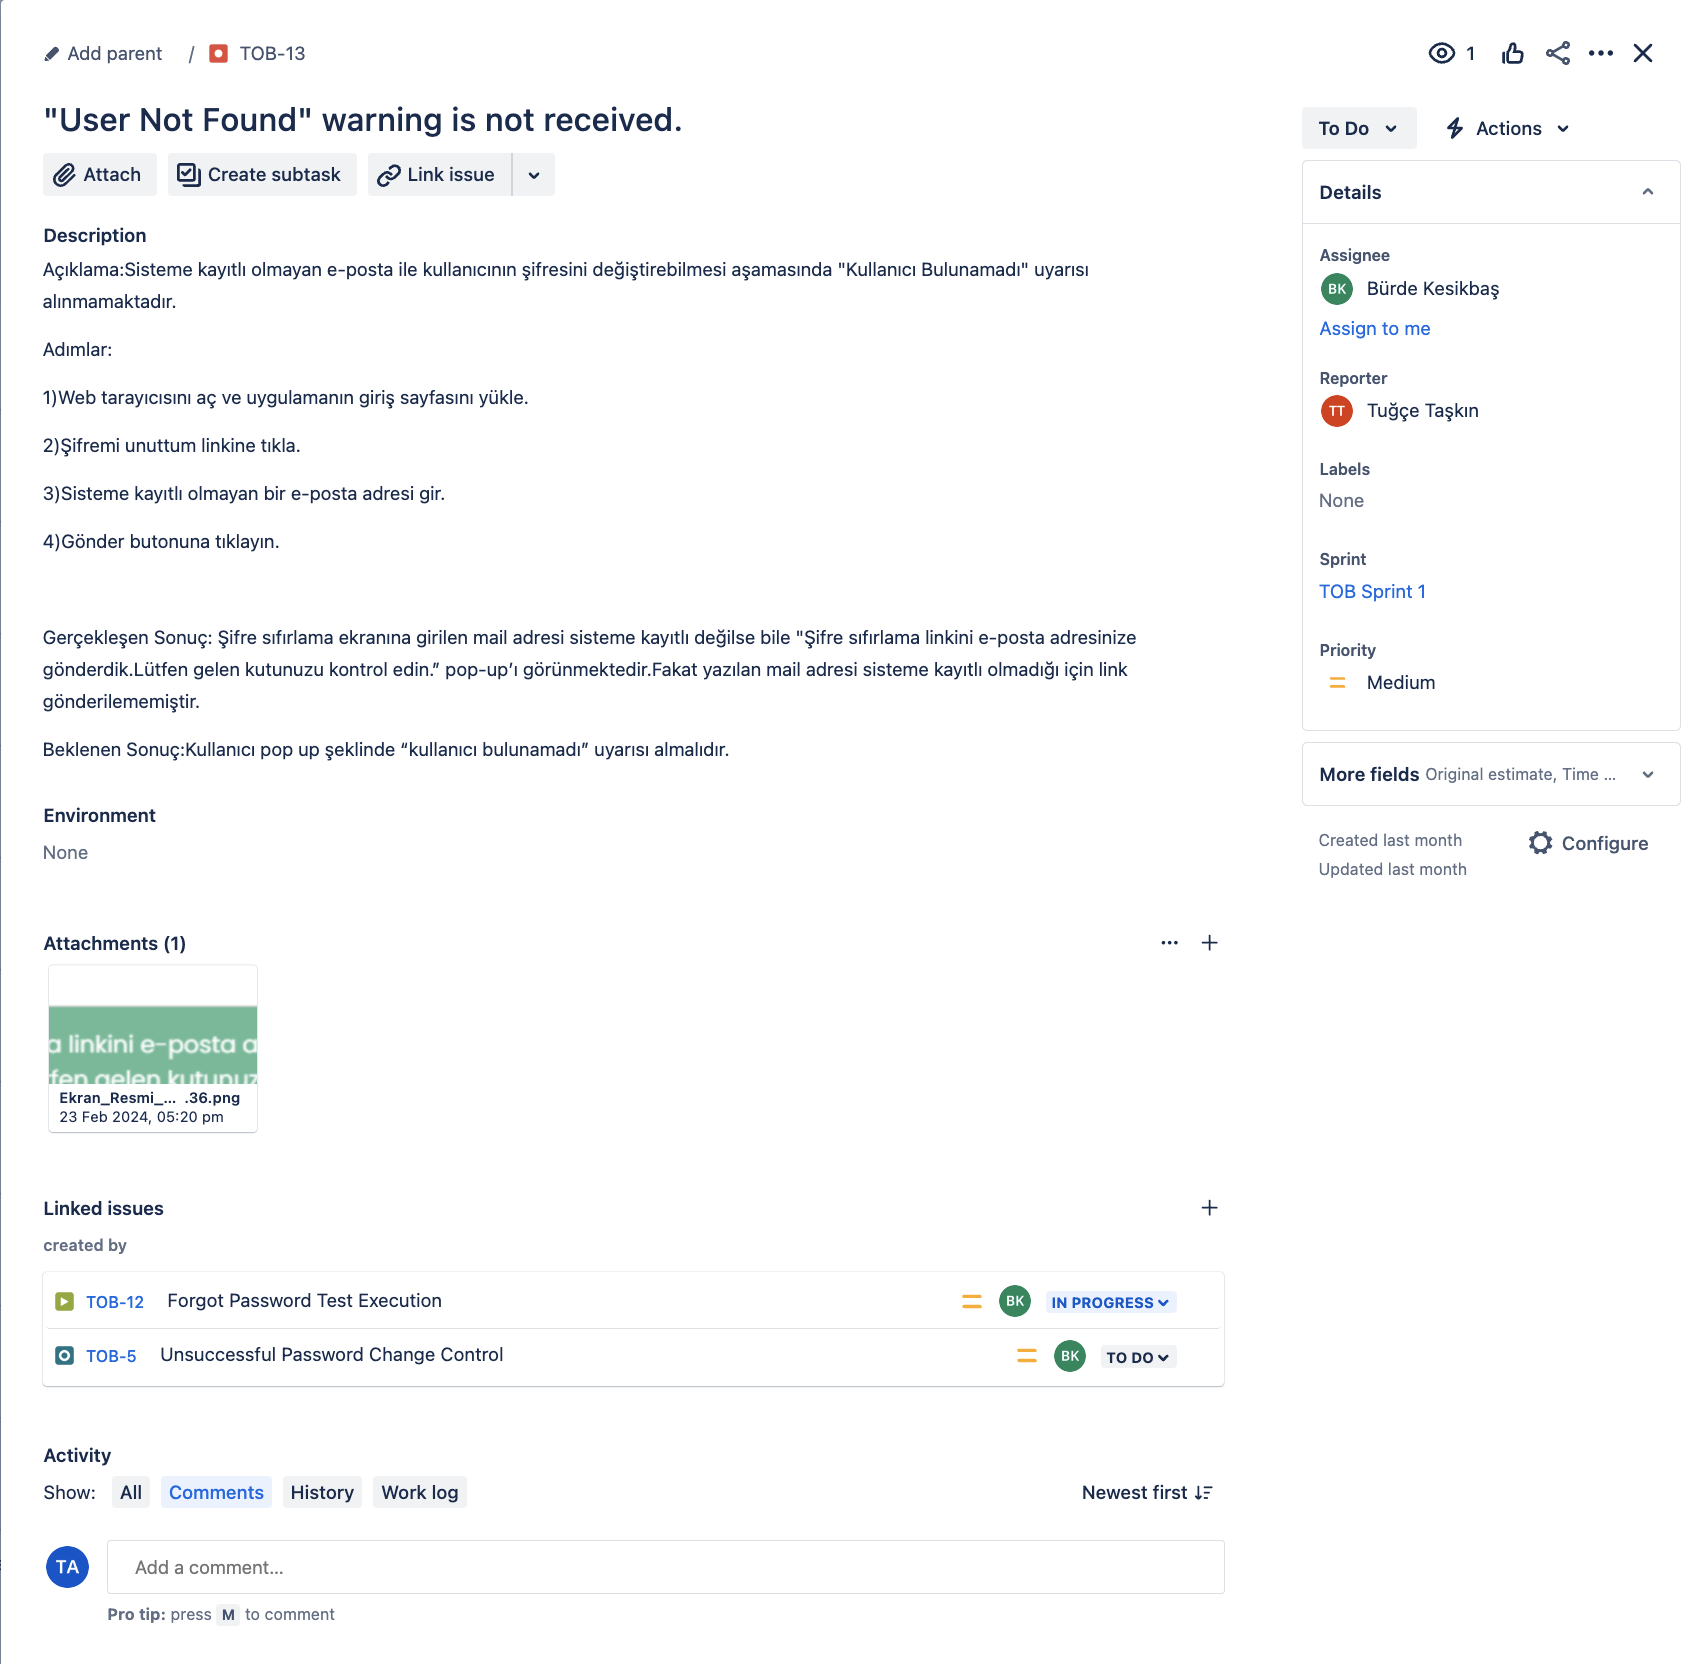 Add parent / TOB-13
1
"User Not Found" warning is not received.
To Do
Actions
Attach
Create subtask
Link issue
Description
Açıklama:Sisteme kayıtlı olmayan e-posta ile kullanıcının şifresini değiştirebilmesi aşamasında "Kullanıcı Bulunamadı" uyarısı
alınmamaktadır.
Adımlar:
1)Web tarayıcısını aç ve uygulamanın giriş sayfasını yükle.
2)Şifremi unuttum linkine tıkla.
3)Sisteme kayıtlı olmayan bir e-posta adresi gir.
4)Gönder butonuna tıklayın.
Gerçekleşen Sonuç: Şifre sıfırlama ekranına girilen mail adresi sisteme kayıtlı değilse bile "Şifre sıfırlama linkini e-posta adresinize
gönderdik.Lütfen gelen kutunuzu kontrol edin.” pop-up’ı görünmektedir.Fakat yazılan mail adresi sisteme kayıtlı olmadığı için link
gönderilememiştir.
Beklenen Sonuç:Kullanıcı pop up şeklinde “kullanıcı bulunamadı” uyarısı almalıdır.
Environment
None
Attachments (1)
a linkini e-posta a
fen gelen kutunuz
Ekran_Resmi_... .36.png
23 Feb 2024, 05:20 pm
Linked issues
created by
TOB-12 Forgot Password Test Execution BK IN PROGRESS
TOB-5 Unsuccessful Password Change Control BK TO DO
Activity
Show: All Comments History Work log Newest first
TA Add a comment...
Pro tip: press M to comment
Details
Assignee
BK Bürde Kesikbaş
Assign to me
Reporter
TT Tuğçe Taşkın
Labels
None
Sprint
TOB Sprint 1
Priority
Medium
More fields Original estimate, Time ...
Created last month
Updated last month
Configure